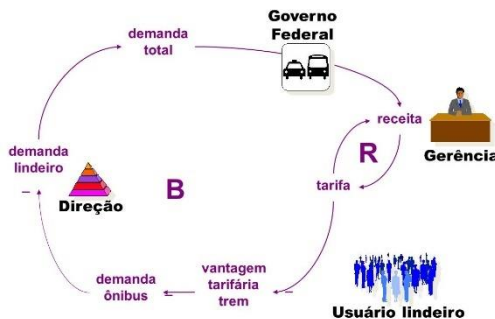 demanda
total
Governo
Federal
receita
Gerência
R
tarifa
demanda
lindeiro
–
Direção
B
vantagem
tarifária
trem
–
demanda
ônibus
–
Usuário lindeiro